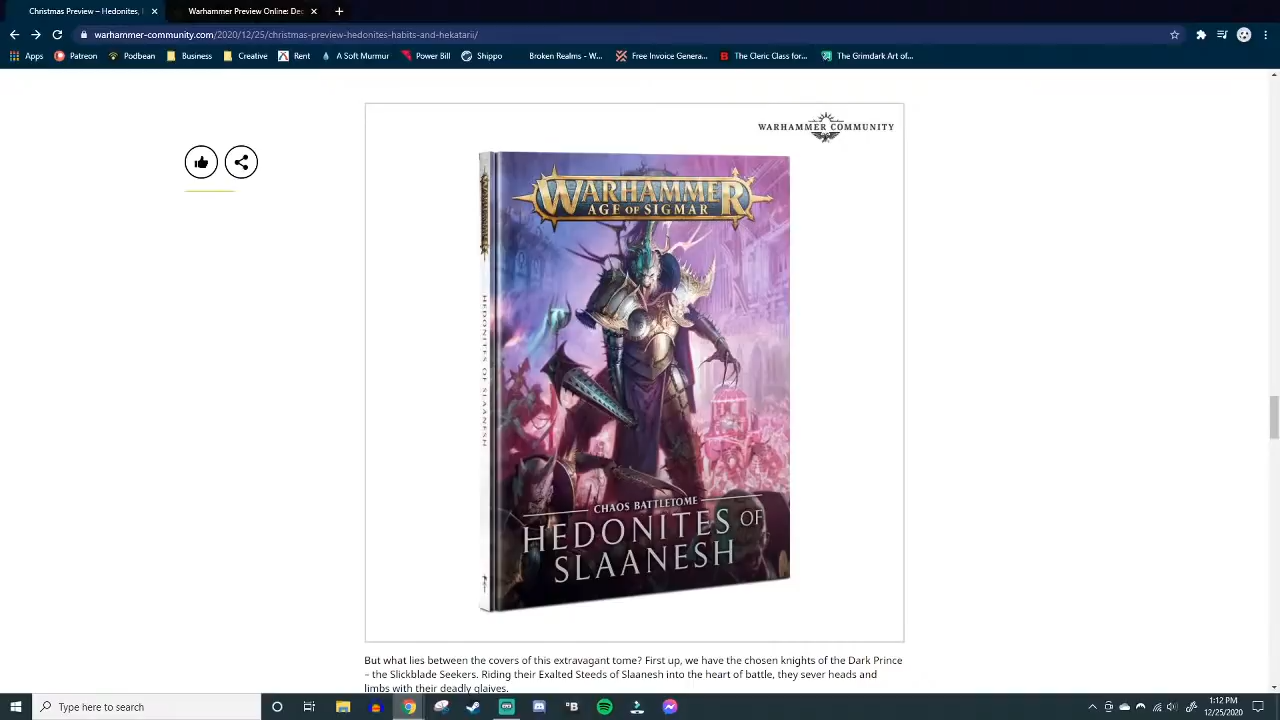 Christmas Preview – Hedonites,
Warhammer Preview Online: Dec
warhammer-community.com/2020/12/25/christmas-preview-hedonites-habits-and-hekatarii/
Apps Patreon Podbean Business Creative Rent A Soft Murmur Power Bill Shippo Broken Realms - W... Free Invoice Genera... The Cleric Class for... The Grimdark Art of...
WARHAMMER COMMUNITY
WARHAMMER
AGE OF SIGMAR
HEDONITES OF SLAANESH
CHAOS BATTLETOME
HEDONITES OF
SLAANESH
But what lies between the covers of this extravagant tome? First up, we have the chosen knights of the Dark Prince
– the Slickblade Seekers. Riding their Exalted Steeds of Slaanesh into the heart of battle, they sever heads and
limbs with their deadly glaives.
Type here to search
1:12 PM
12/25/2020